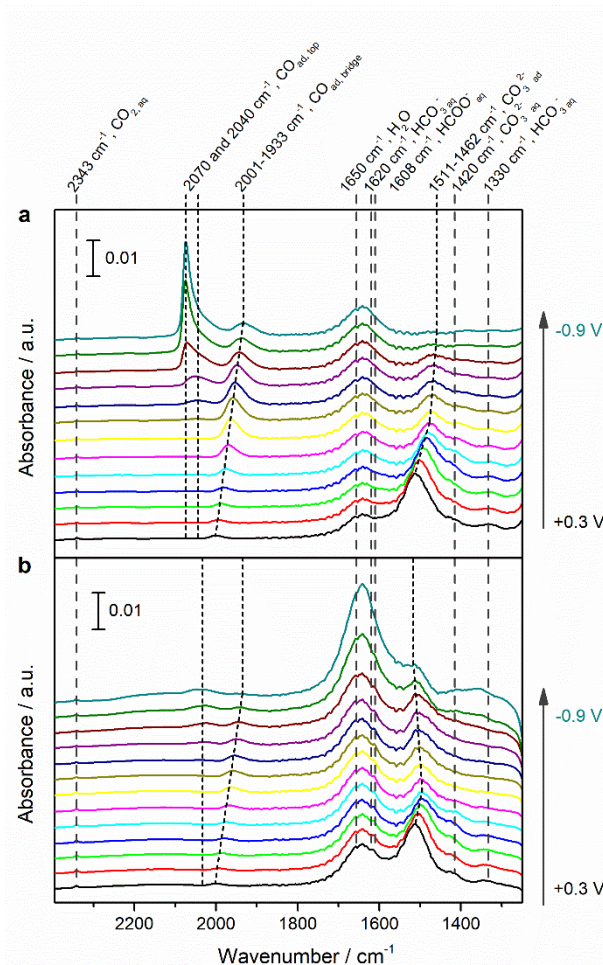 2343 cm⁻¹, CO₂,aq
2070 and 2040 cm⁻¹, COad, top
2001-1933 cm⁻¹, COad, bridge
1650 cm⁻¹, H₂O
1620 cm⁻¹, HCO₃⁻aq
1608 cm⁻¹, HCOO⁻aq
1511-1462 cm⁻¹, CO₃²⁻ad
1420 cm⁻¹, CO₃²⁻aq
1330 cm⁻¹, HCO₃⁻aq
a
0.01
-0.9 V
+0.3 V
Absorbance / a.u.
b
0.01
-0.9 V
+0.3 V
Absorbance / a.u.
2200 2000 1800 1600 1400
Wavenumber / cm⁻¹